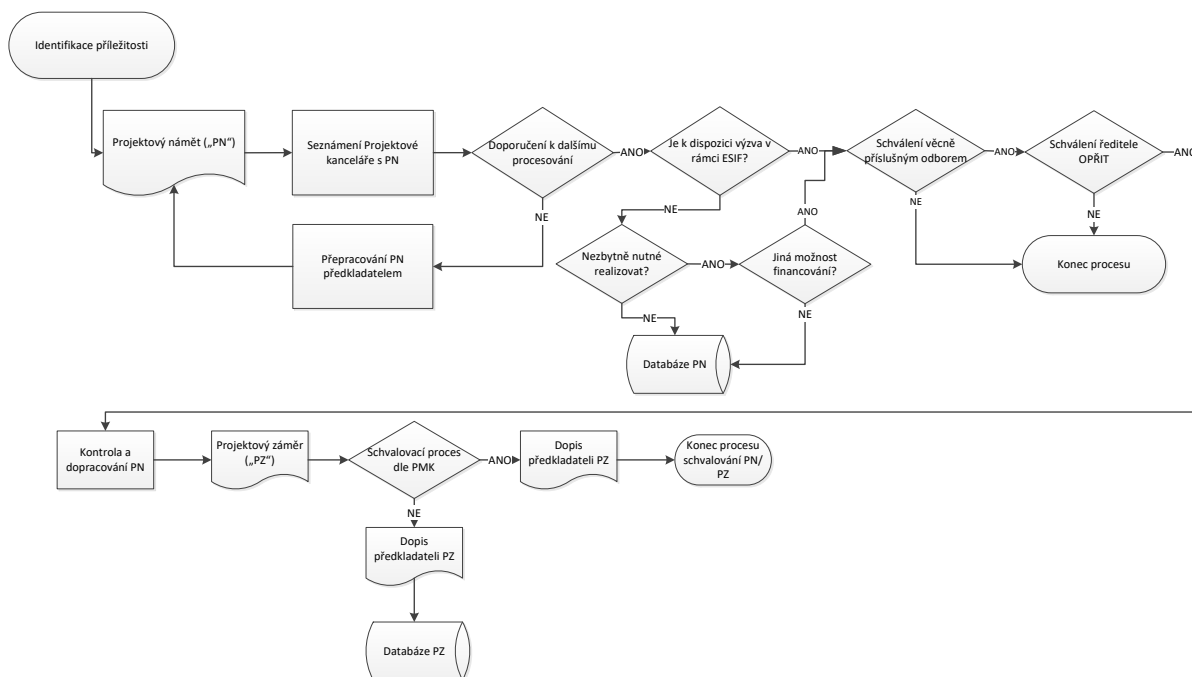 Identifikace příležitosti
Projektový námět („PN“)
Seznámení Projektové
kanceláře s PN
Doporučení k dalšímu
procesování
ANO
Je k dispozici výzva v
rámci ESIF?
ANO
Schválení věcně
příslušným odborem
ANO
Schválení ředitele
OPŘIT
ANO
NE
NE
ANO
NE
NE
Přepracování PN
předkladatelem
Nezbytně nutné
realizovat?
ANO
Jiná možnost
financování?
Konec procesu
NE
NE
Databáze PN
Kontrola a
dopracování PN
Projektový záměr
(„PZ“)
Schvalovací proces
dle PMK
ANO
Dopis
předkladateli PZ
Konec procesu
schvalování PN/
PZ
NE
Dopis
předkladateli PZ
Databáze PZ